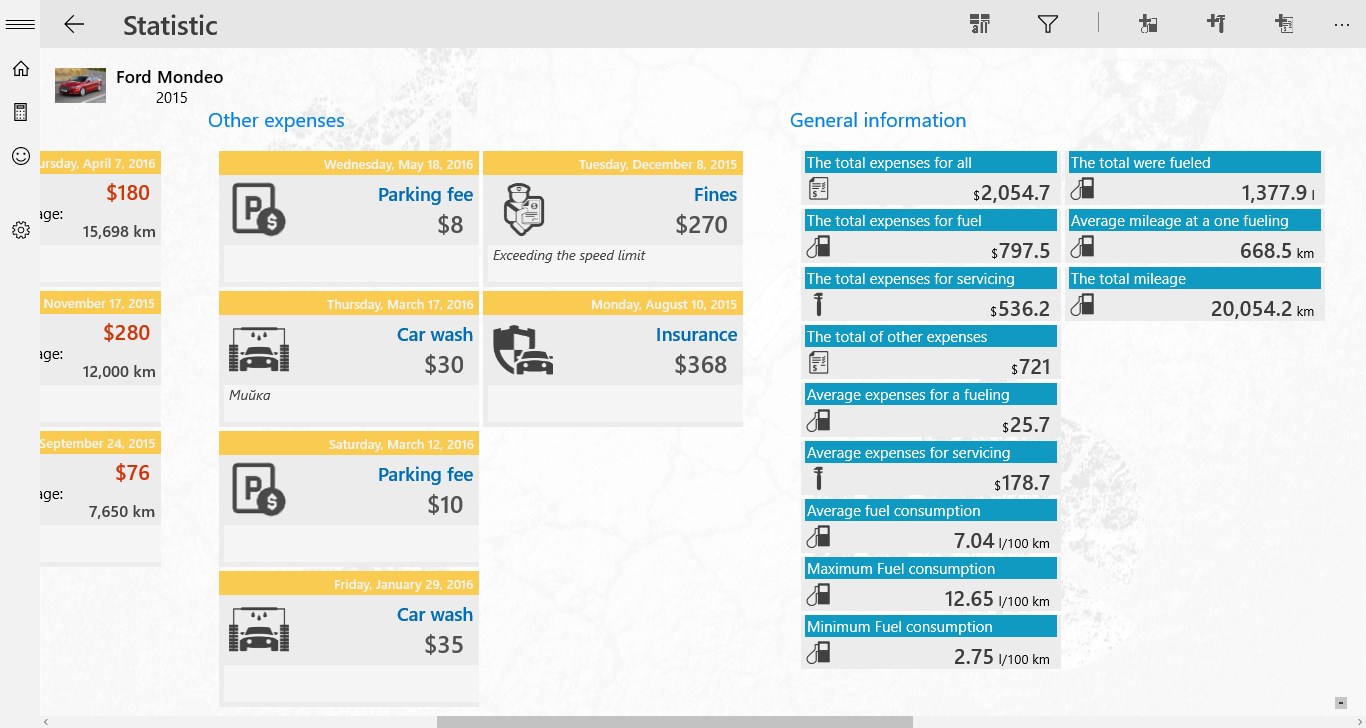 Statistic
Ford Mondeo
2015
Other expenses
General information
ursday, April 7, 2016
$180
age:
15,698 km
November 17, 2015
$280
age:
12,000 km
September 24, 2015
$76
age:
7,650 km
Wednesday, May 18, 2016
Parking fee
$8
Thursday, March 17, 2016
Car wash
$30
Мийка
Saturday, March 12, 2016
Parking fee
$10
Friday, January 29, 2016
Car wash
$35
Tuesday, December 8, 2015
Fines
$270
Exceeding the speed limit
Monday, August 10, 2015
Insurance
$368
The total expenses for all
$2,054.7
The total expenses for fuel
$797.5
The total expenses for servicing
$536.2
The total of other expenses
$721
Average expenses for a fueling
$25.7
Average expenses for servicing
$178.7
Average fuel consumption
7.04 l/100 km
Maximum Fuel consumption
12.65 l/100 km
Minimum Fuel consumption
2.75 l/100 km
The total were fueled
1,377.9 l
Average mileage at a one fueling
668.5 km
The total mileage
20,054.2 km